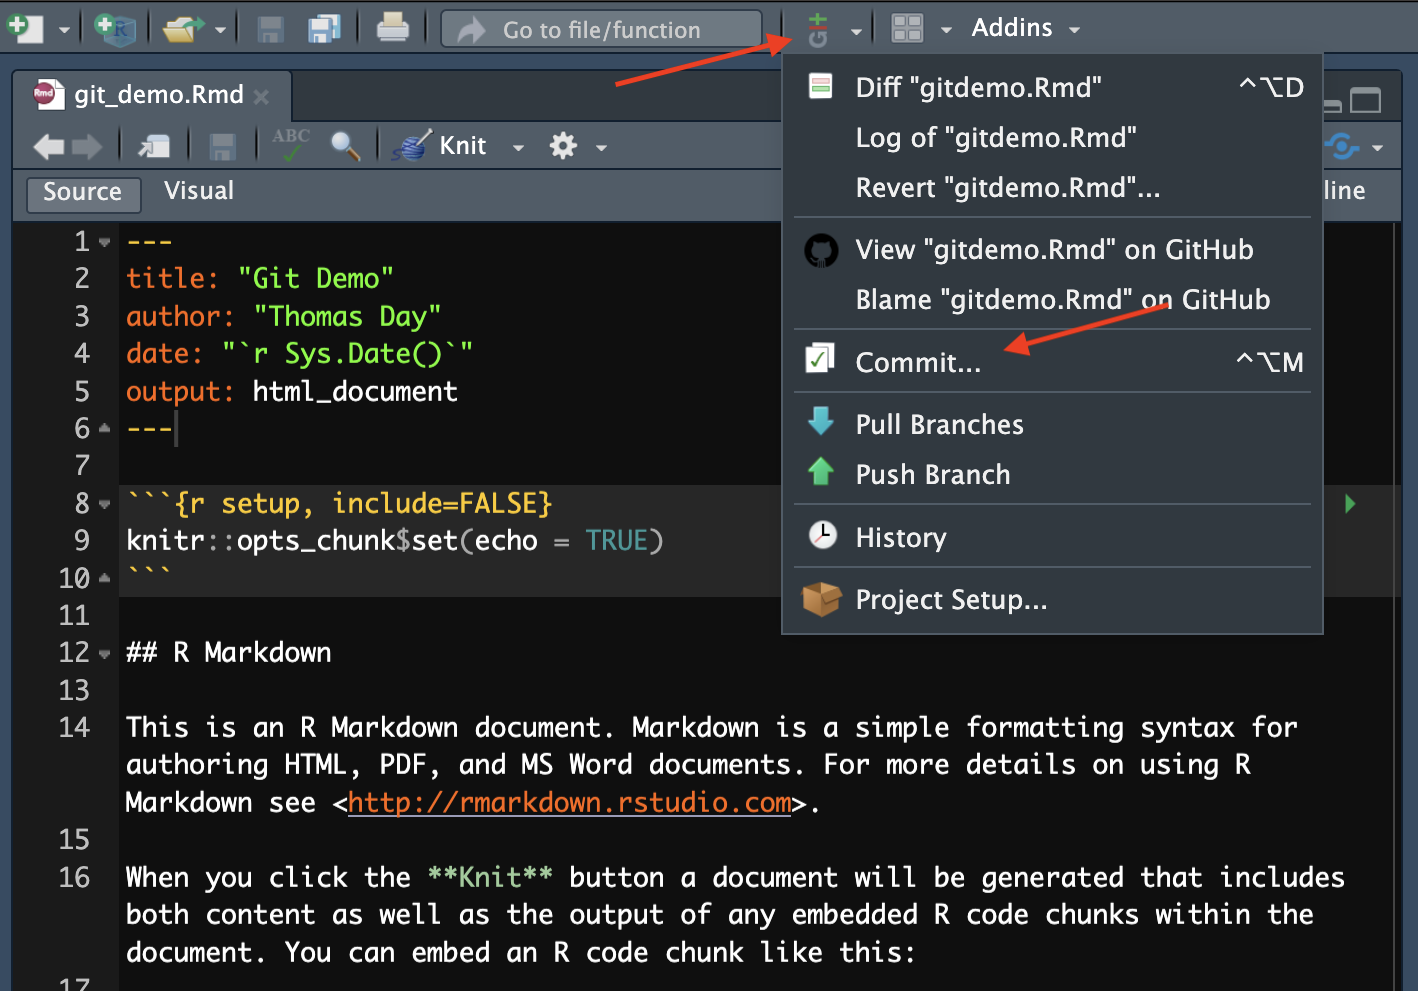 Go to file/function
Git
Addins
git_demo.Rmd
Diff "gitdemo.Rmd" ^⌥D
Log of "gitdemo.Rmd"
Revert "gitdemo.Rmd"...
View "gitdemo.Rmd" on GitHub
Blame "gitdemo.Rmd" on GitHub
Commit... ^⌥M
Pull Branches
Push Branch
History
Project Setup...
ABC Knit
Source Visual line
1 ---
2 title: "Git Demo"
3 author: "Thomas Day"
4 date: "`r Sys.Date()`"
5 output: html_document
6 ---
7
8 ```{r setup, include=FALSE}
9 knitr::opts_chunk$set(echo = TRUE)
10 ```
11
12 ## R Markdown
13
14 This is an R Markdown document. Markdown is a simple formatting syntax for
authoring HTML, PDF, and MS Word documents. For more details on using R
Markdown see <http://rmarkdown.rstudio.com>.
15
16 When you click the **Knit** button a document will be generated that includes
both content as well as the output of any embedded R code chunks within the
document. You can embed an R code chunk like this:
17